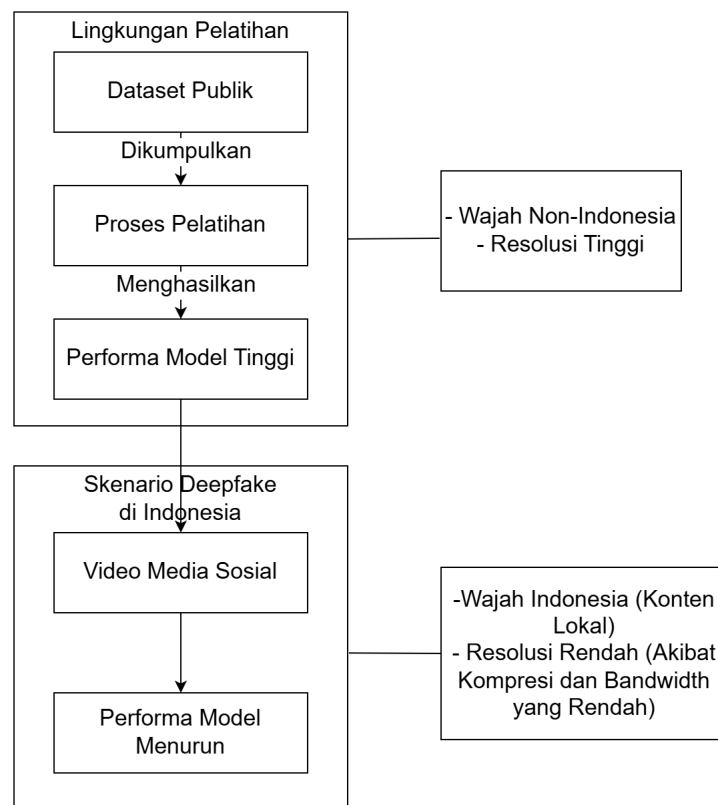 Lingkungan Pelatihan
Dataset Publik
Dikumpulkan
Proses Pelatihan
Menghasilkan
Performa Model Tinggi
- Wajah Non-Indonesia
- Resolusi Tinggi
Skenario Deepfake
di Indonesia
Video Media Sosial
Performa Model
Menurun
-Wajah Indonesia (Konten
Lokal)
- Resolusi Rendah (Akibat
Kompresi dan Bandwidth
yang Rendah)